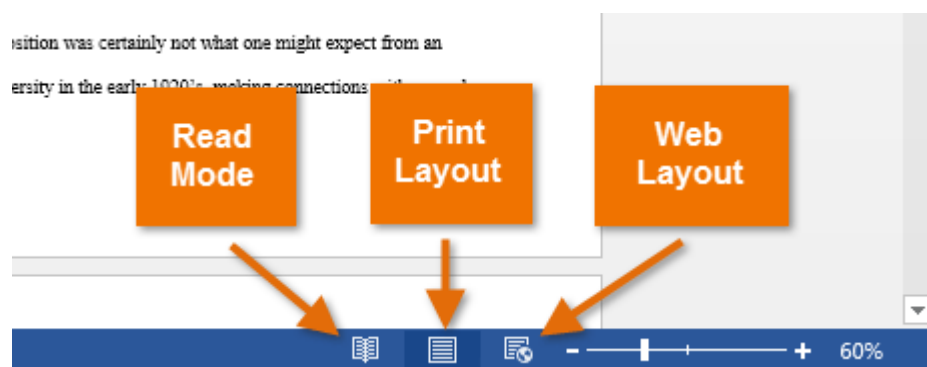 sition was certainly not what one might expect from an
ersity in the early 1920's, making connections
Read
Mode
Print
Layout
Web
Layout
- + 60%